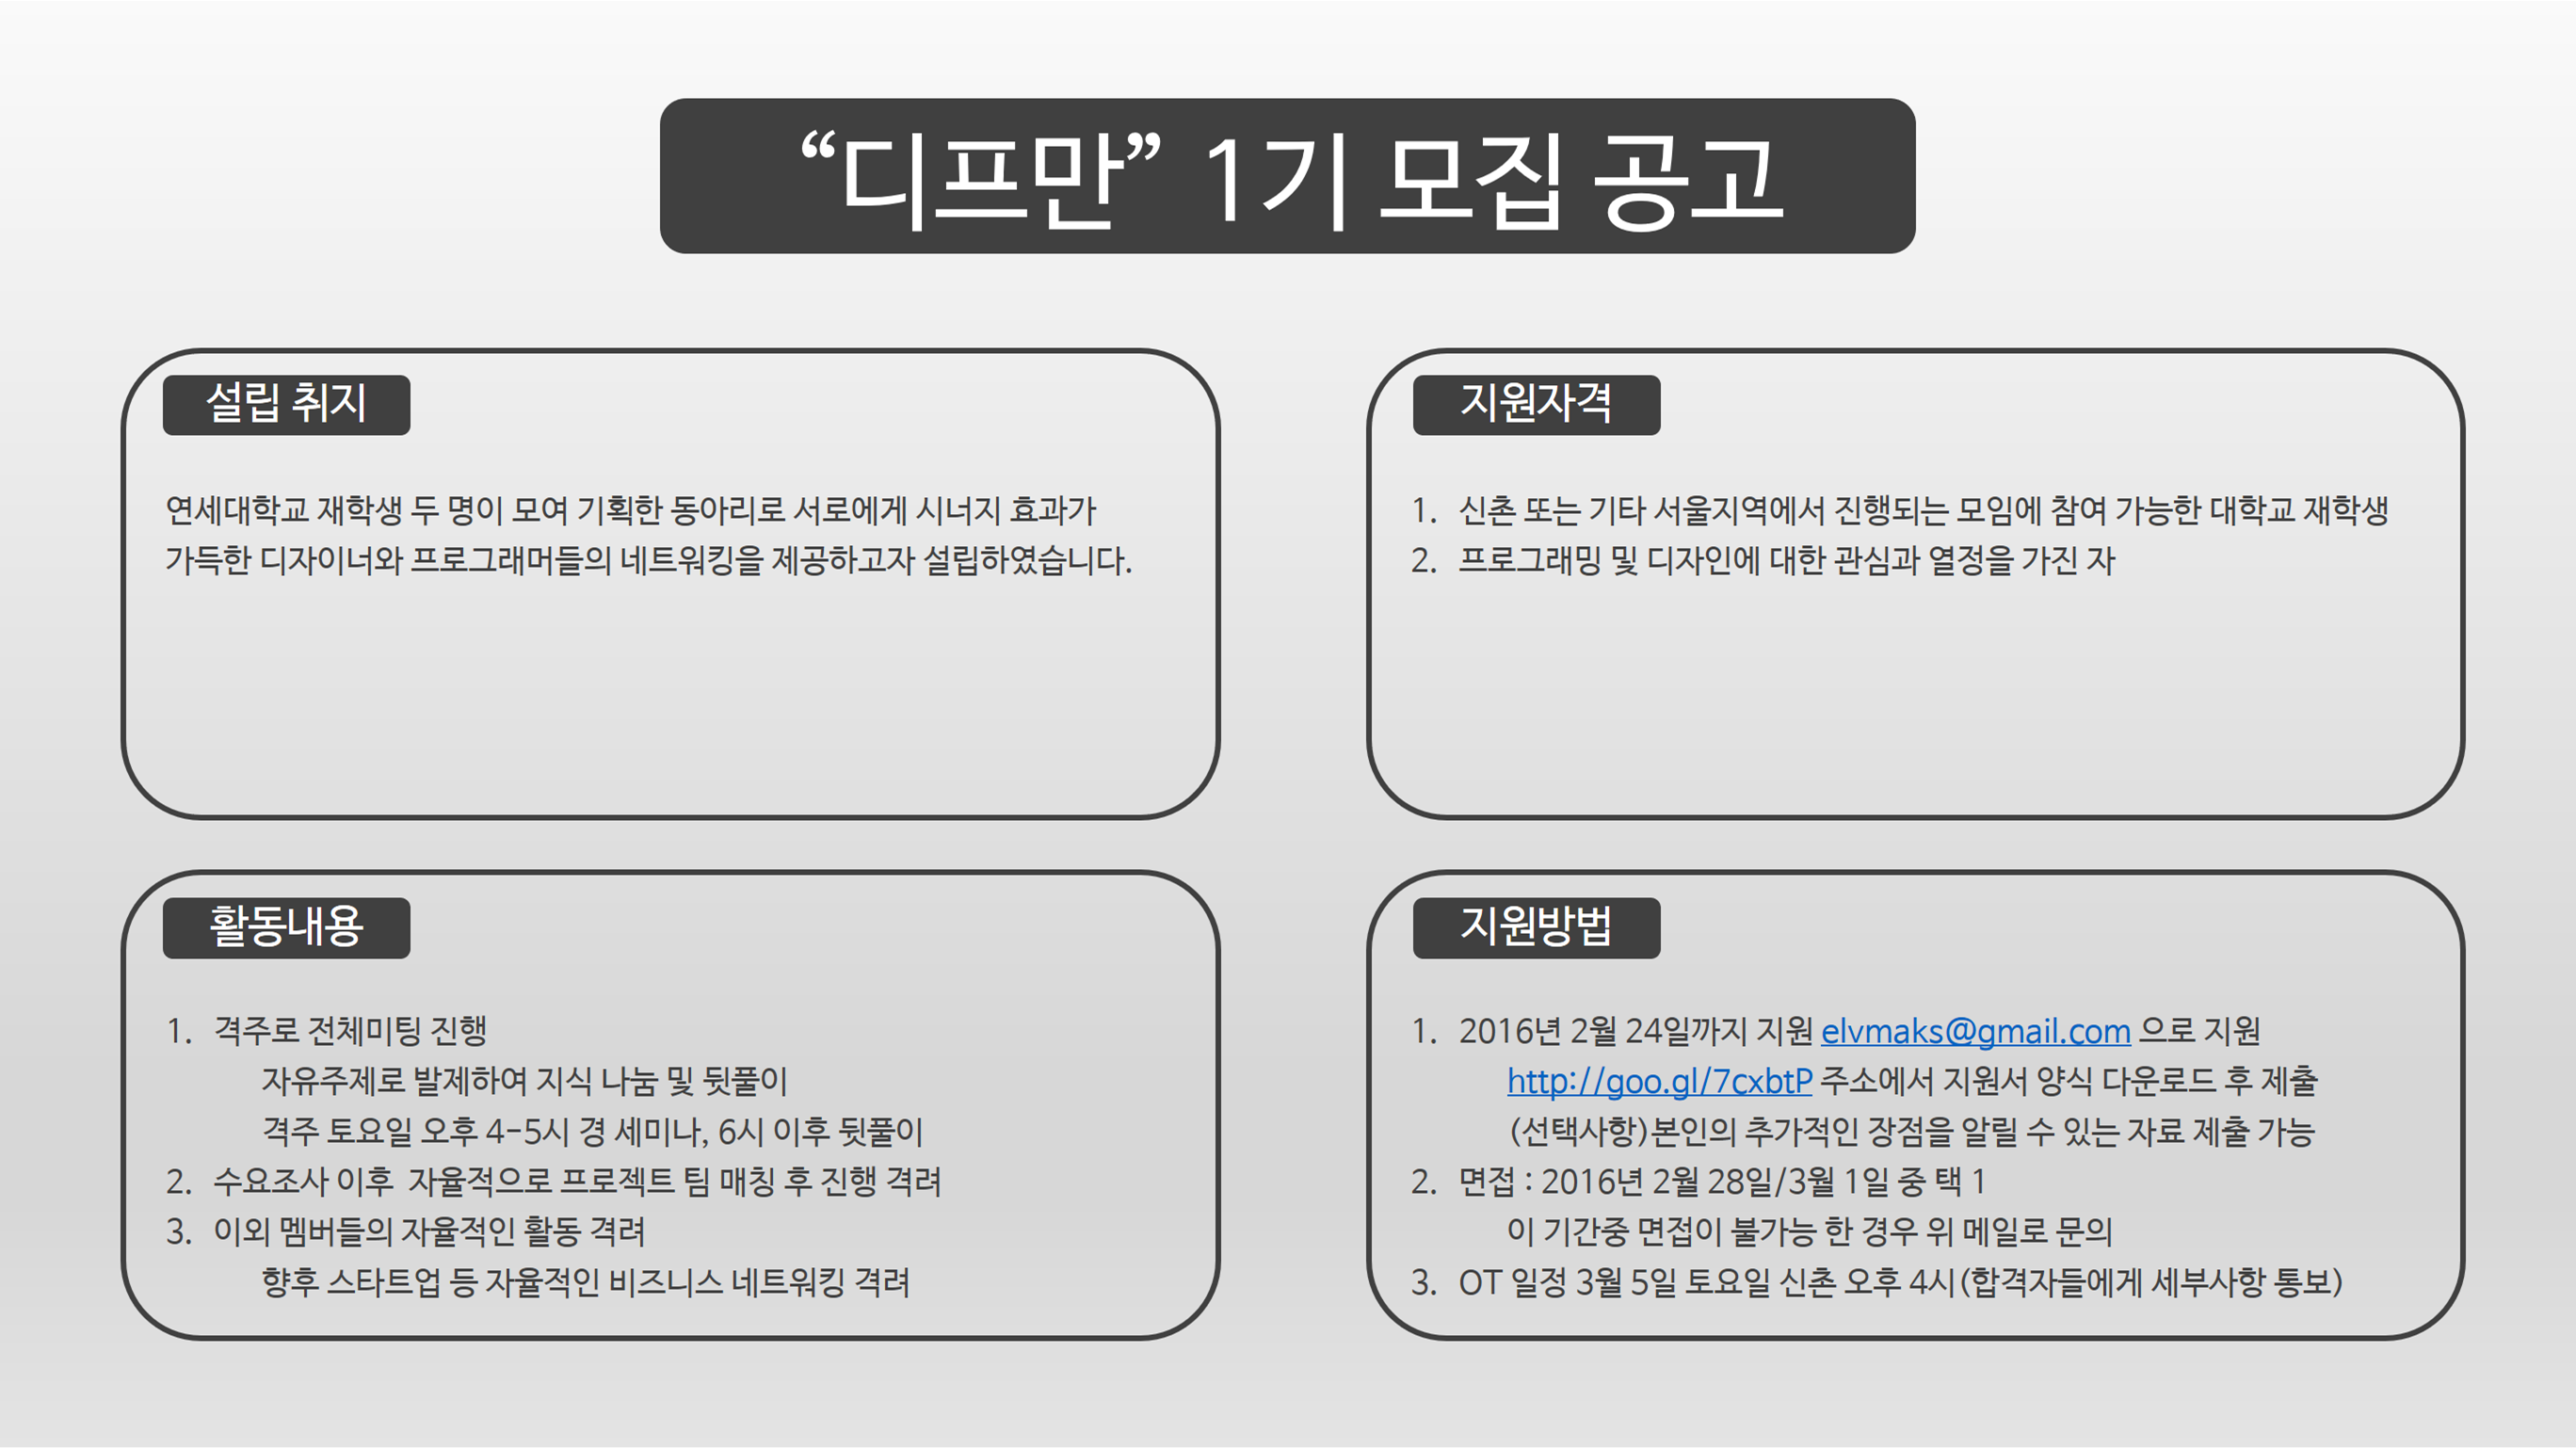 “디프만” 1기 모집 공고
설립 취지
연세대학교 재학생 두 명이 모여 기획한 동아리로 서로에게 시너지 효과가
가득한 디자이너와 프로그래머들의 네트워킹을 제공하고자 설립하였습니다.
지원자격
1. 신촌 또는 기타 서울지역에서 진행되는 모임에 참여 가능한 대학교 재학생
2. 프로그래밍 및 디자인에 대한 관심과 열정을 가진 자
활동내용
1. 격주로 전체미팅 진행
자유주제로 발제하여 지식 나눔 및 뒷풀이
격주 토요일 오후 4-5시 경 세미나, 6시 이후 뒷풀이
2. 수요조사 이후 자율적으로 프로젝트 팀 매칭 후 진행 격려
3. 이외 멤버들의 자율적인 활동 격려
향후 스타트업 등 자율적인 비즈니스 네트워킹 격려
지원방법
1. 2016년 2월 24일까지 지원 elvmaks@gmail.com 으로 지원
http://goo.gl/7cxbtP 주소에서 지원서 양식 다운로드 후 제출
(선택사항)본인의 추가적인 장점을 알릴 수 있는 자료 제출 가능
2. 면접 : 2016년 2월 28일/3월 1일 중 택 1
이 기간중 면접이 불가능 한 경우 위 메일로 문의
3. OT 일정 3월 5일 토요일 신촌 오후 4시(합격자들에게 세부사항 통보)